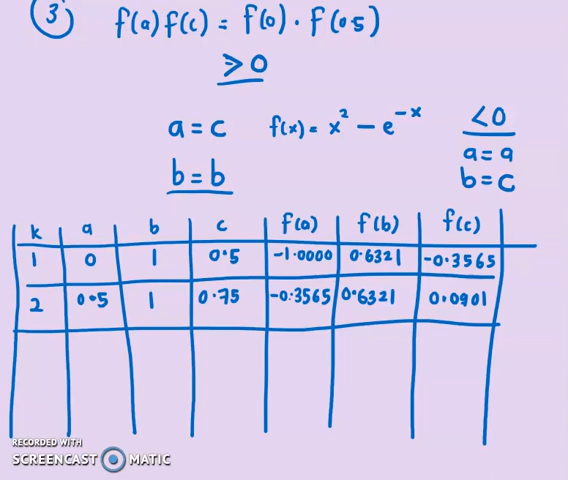 3
f(a)f(c) = f(0) · f(0.5)
≥0
a = c f(x) = x² − e⁻ˣ <0
b = b a = a
b = c
k a b c f(a) f(b) f(c)
1 0 1 0.5 -1.0000 0.6321 -0.3565
2 0.5 1 0.75 -0.3565 0.6321 0.0901
RECORDED WITH
SCREENCAST MATIC